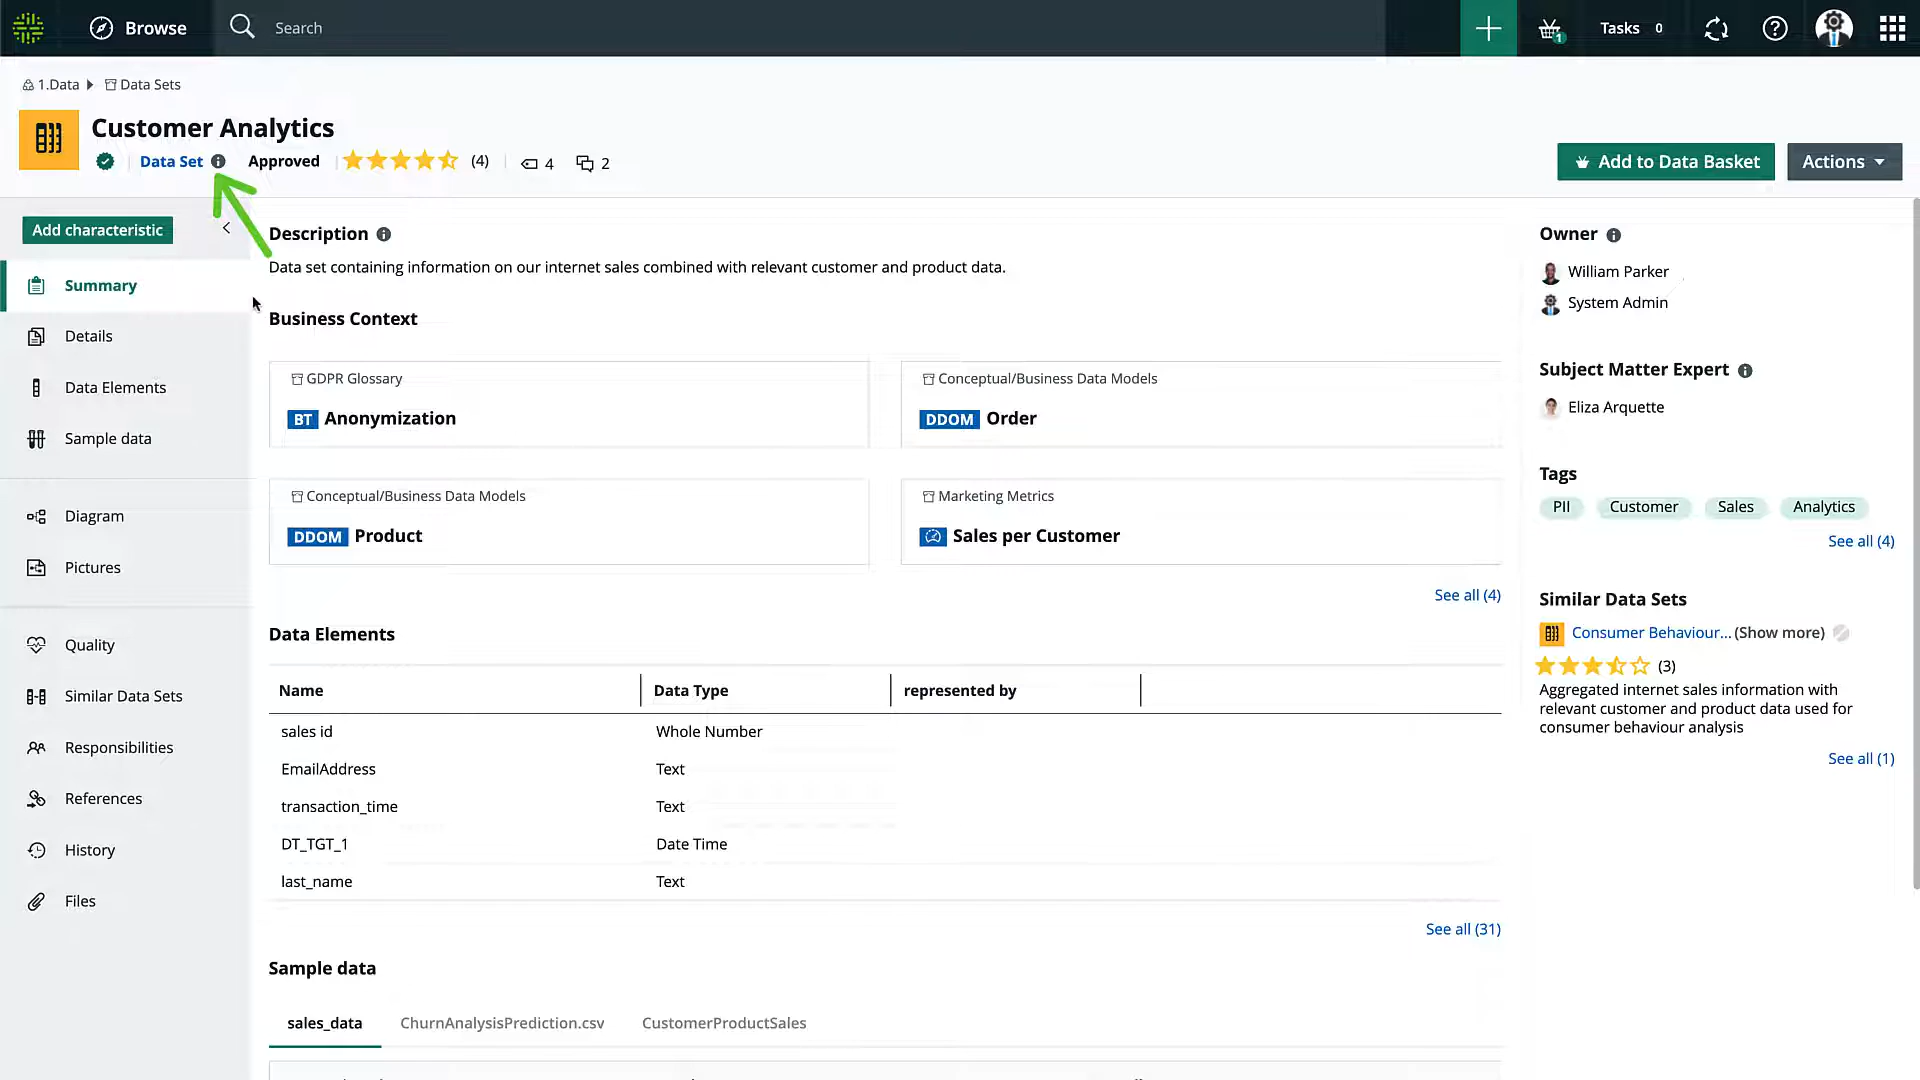 Browse
Search
1
Tasks 0
1.Data
Data Sets
Customer Analytics
Data Set
Approved
(4)
4
2
Add to Data Basket
Actions
Add characteristic
Summary
Details
Data Elements
Sample data
Diagram
Pictures
Quality
Similar Data Sets
Responsibilities
References
History
Files
Description
Data set containing information on our internet sales combined with relevant customer and product data.
Business Context
GDPR Glossary
BT Anonymization
Conceptual/Business Data Models
DDOM Order
Conceptual/Business Data Models
DDOM Product
Marketing Metrics
Sales per Customer
See all (4)
Data Elements
Name Data Type represented by
sales id Whole Number
EmailAddress Text
transaction_time Text
DT_TGT_1 Date Time
last_name Text
See all (31)
Sample data
sales_data ChurnAnalysisPrediction.csv CustomerProductSales
Owner
William Parker
System Admin
Subject Matter Expert
Eliza Arquette
Tags
PII Customer Sales Analytics
See all (4)
Similar Data Sets
Consumer Behaviour... (Show more)
(3)
Aggregated internet sales information with
relevant customer and product data used for
consumer behaviour analysis
See all (1)